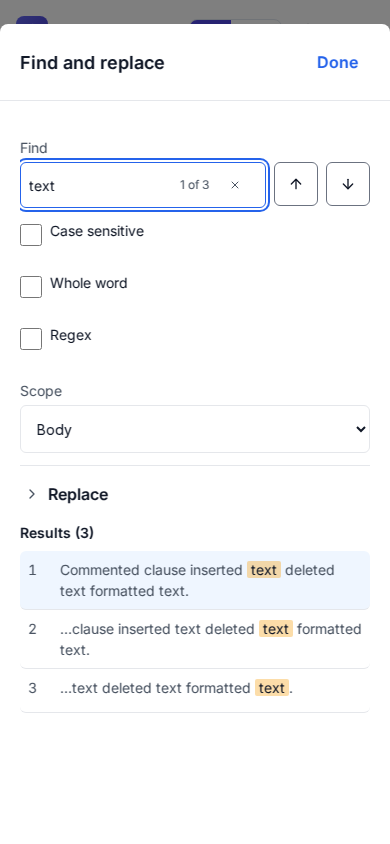 Find and replace
Done
Find
text
1 of 3
Case sensitive
Whole word
Regex
Scope
Body
Replace
Results (3)
1 Commented clause inserted text deleted
text formatted text.
2 ...clause inserted text deleted text formatted
text.
3 ...text deleted text formatted text.